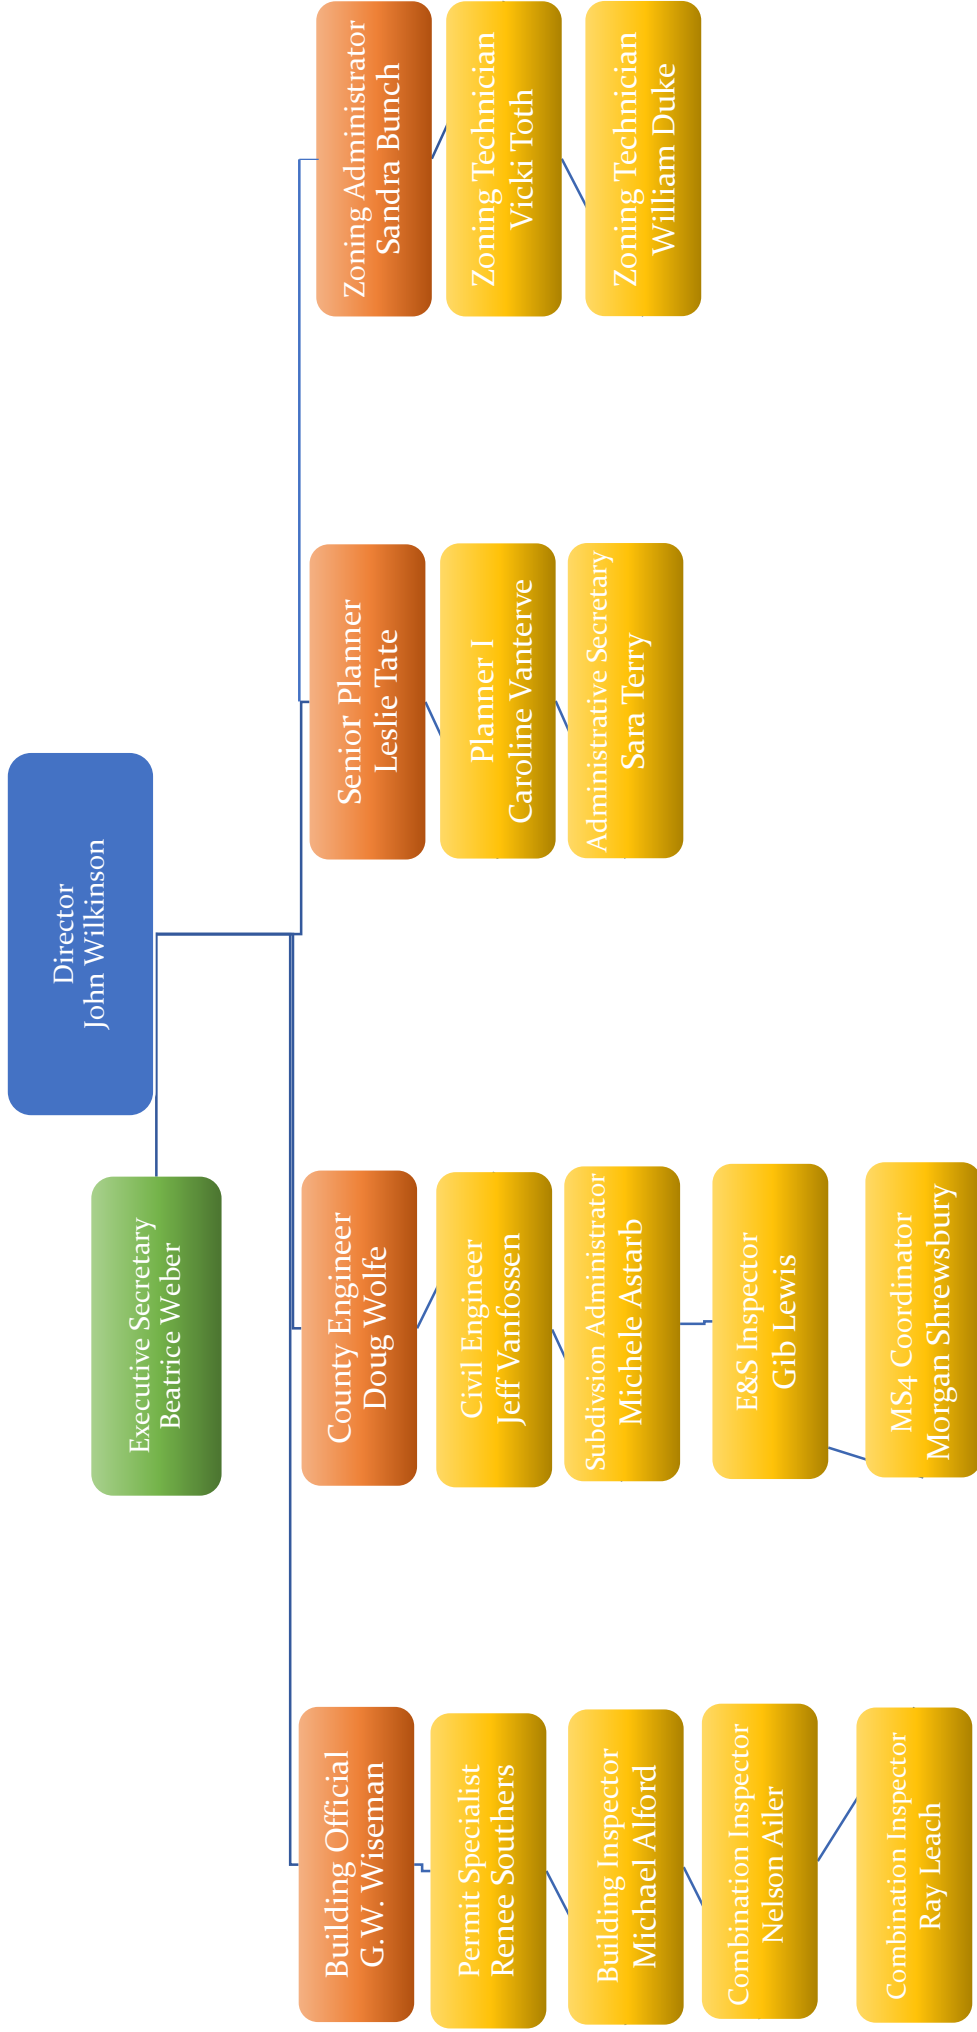 Director
John Wilkinson
Executive Secretary
Beatrice Weber
Building Official
G.W. Wiseman
Permit Specialist
Renee Southers
Building Inspector
Michael Alford
Combination Inspector
Nelson Ailer
Combination Inspector
Ray Leach
County Engineer
Doug Wolfe
Civil Engineer
Jeff Vanfossen
Subdivsion Administrator
Michele Astarb
E&S Inspector
Gib Lewis
MS4 Coordinator
Morgan Shrewsbury
Senior Planner
Leslie Tate
Planner I
Caroline Vanterve
Administrative Secretary
Sara Terry
Zoning Administrator
Sandra Bunch
Zoning Technician
Vicki Toth
Zoning Technician
William Duke